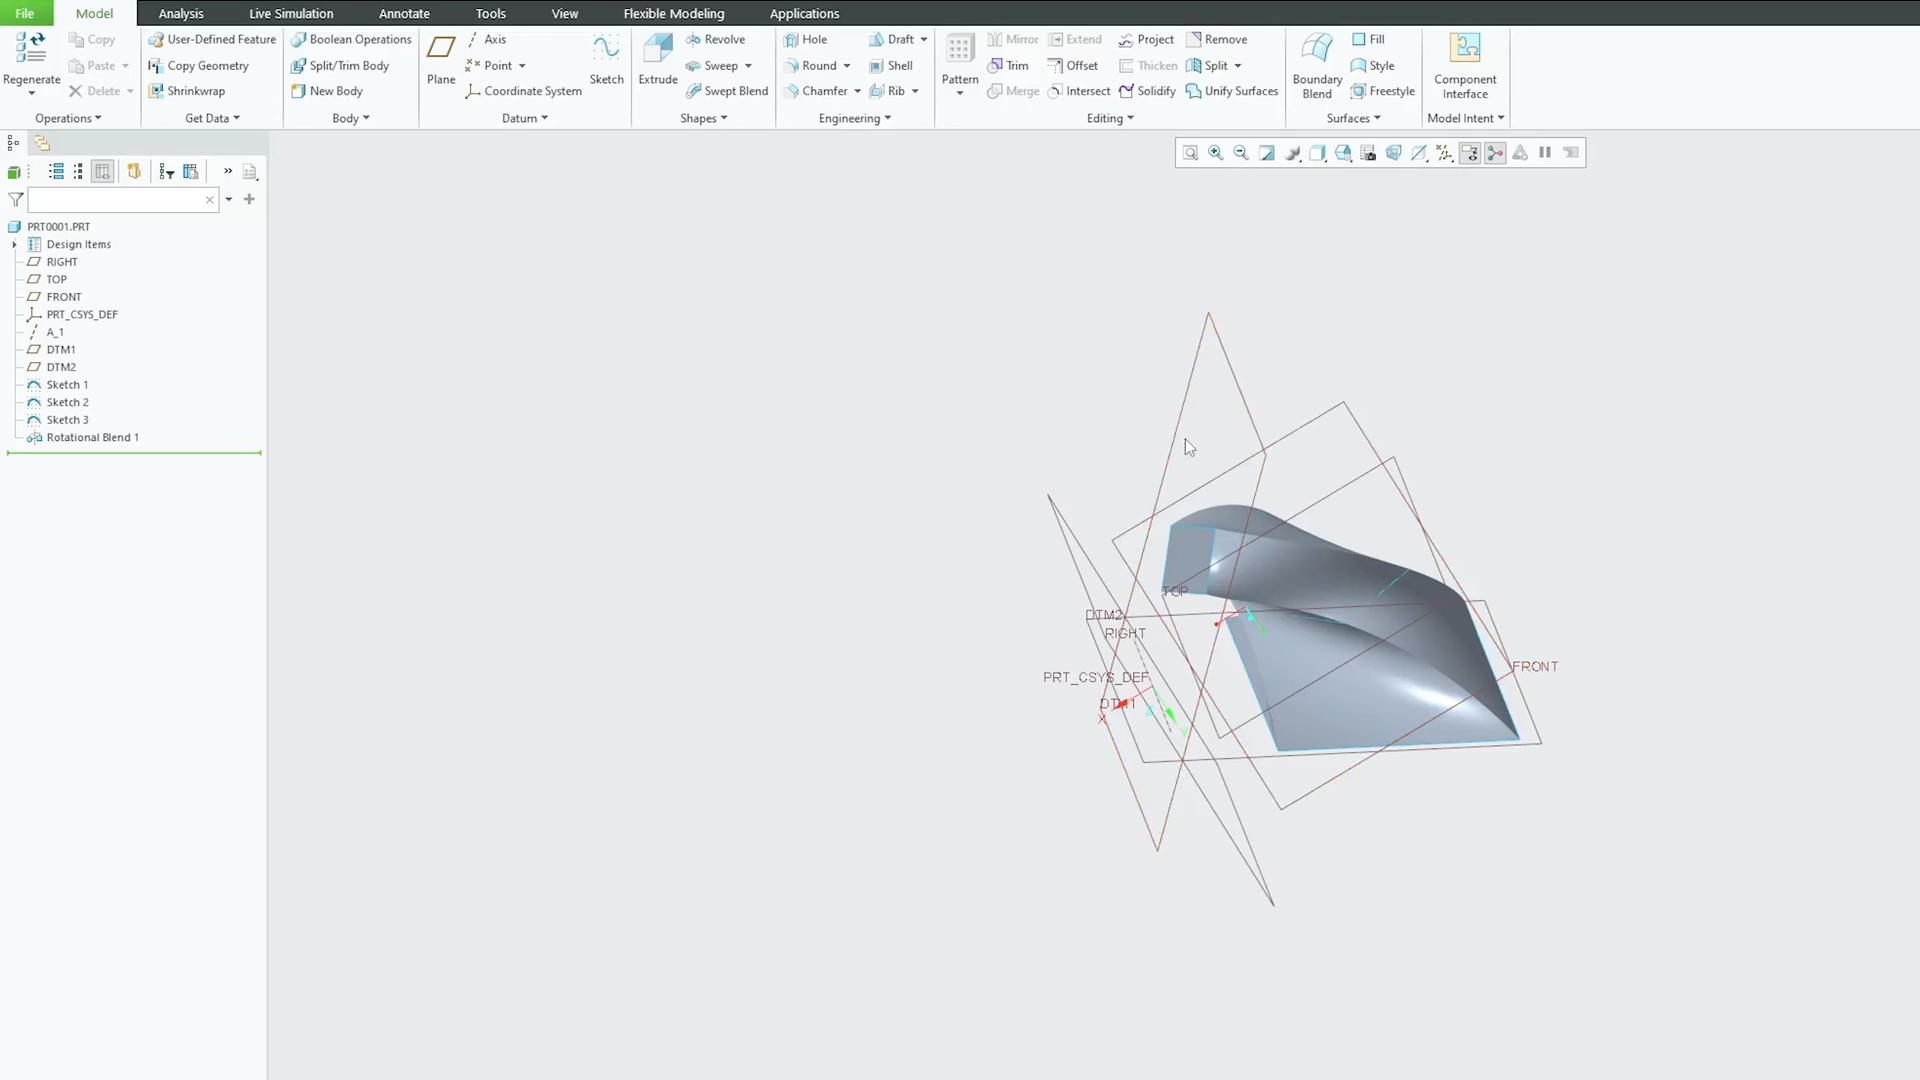 File Model Analysis Live Simulation Annotate Tools View Flexible Modeling Applications
Regenerate
Copy
Paste
Delete
Operations
User-Defined Feature
Copy Geometry
Shrinkwrap
Get Data
Boolean Operations
Split/Trim Body
New Body
Body
Plane
Axis
Point
Coordinate System
Sketch
Datum
Extrude
Revolve
Sweep
Swept Blend
Shapes
Hole
Round
Chamfer
Draft
Shell
Rib
Engineering
Pattern
Mirror
Trim
Merge
Extend
Offset
Intersect
Project
Thicken
Solidify
Remove
Split
Unify Surfaces
Editing
Boundary
Blend
Fill
Style
Freestyle
Surfaces
Component
Interface
Model Intent
PRT0001.PRT
Design Items
RIGHT
TOP
FRONT
PRT_CSYS_DEF
A_1
DTM1
DTM2
Sketch 1
Sketch 2
Sketch 3
Rotational Blend 1
TOP
DTM2
RIGHT
FRONT
PRT_CSYS_DEF
DTM1
X
Z
Y